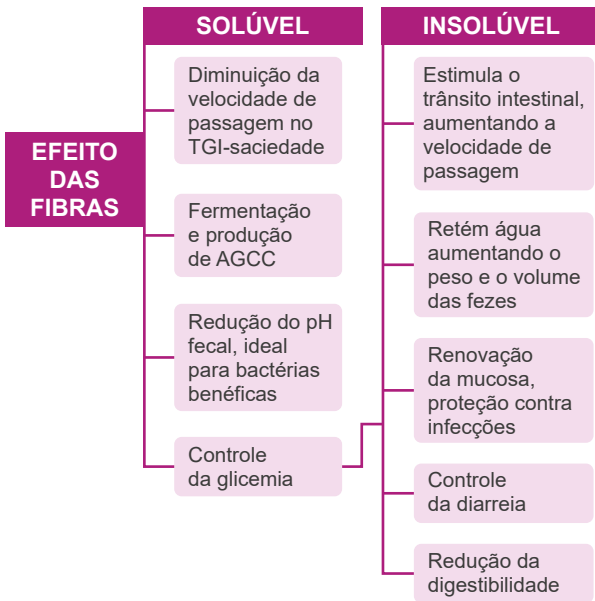 EFEITO
DAS
FIBRAS
SOLÚVEL
Diminuição da
velocidade de
passagem no
TGI-saciedade
Fermentação
e produção
de AGCC
Redução do pH
fecal, ideal
para bactérias
benéficas
Controle
da glicemia
INSOLÚVEL
Estimula o
trânsito intestinal,
aumentando a
velocidade de
passagem
Retém água
aumentando o
peso e o volume
das fezes
Renovação
da mucosa,
proteção contra
infecções
Controle
da diarreia
Redução da
digestibilidade